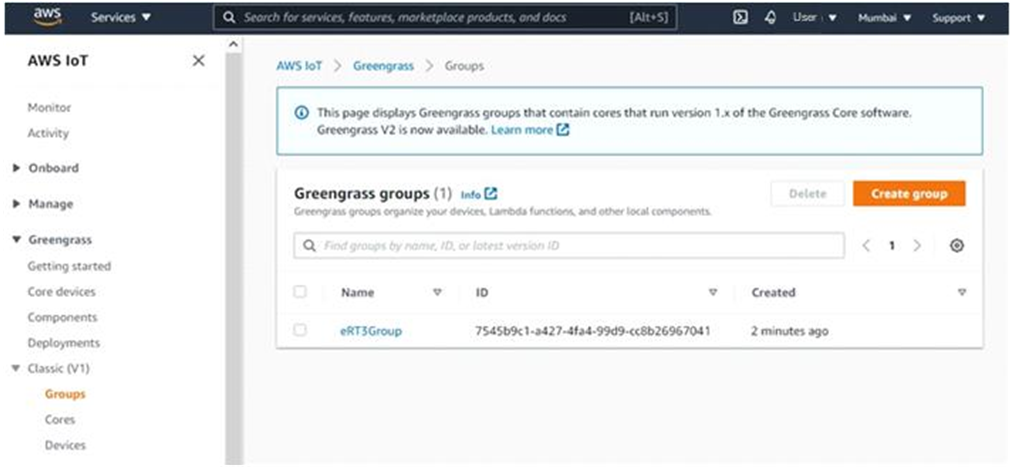 aws
Services
Search for services, features, marketplace products, and docs
[Alt+S]
User
Mumbai
Support
AWS IoT
Monitor
Activity
Onboard
Manage
Greengrass
Getting started
Core devices
Components
Deployments
Classic (V1)
Groups
Cores
Devices
AWS IoT > Greengrass > Groups
This page displays Greengrass groups that contain cores that run version 1.x of the Greengrass Core software.
Greengrass V2 is now available. Learn more
Greengrass groups (1) Info
Delete
Create group
Greengrass groups organize your devices, Lambda functions, and other local components.
Find groups by name, ID, or latest version ID
1
Name ID Created
eRT3Group 7545b9c1-a427-4fa4-99d9-cc8b26967041 2 minutes ago